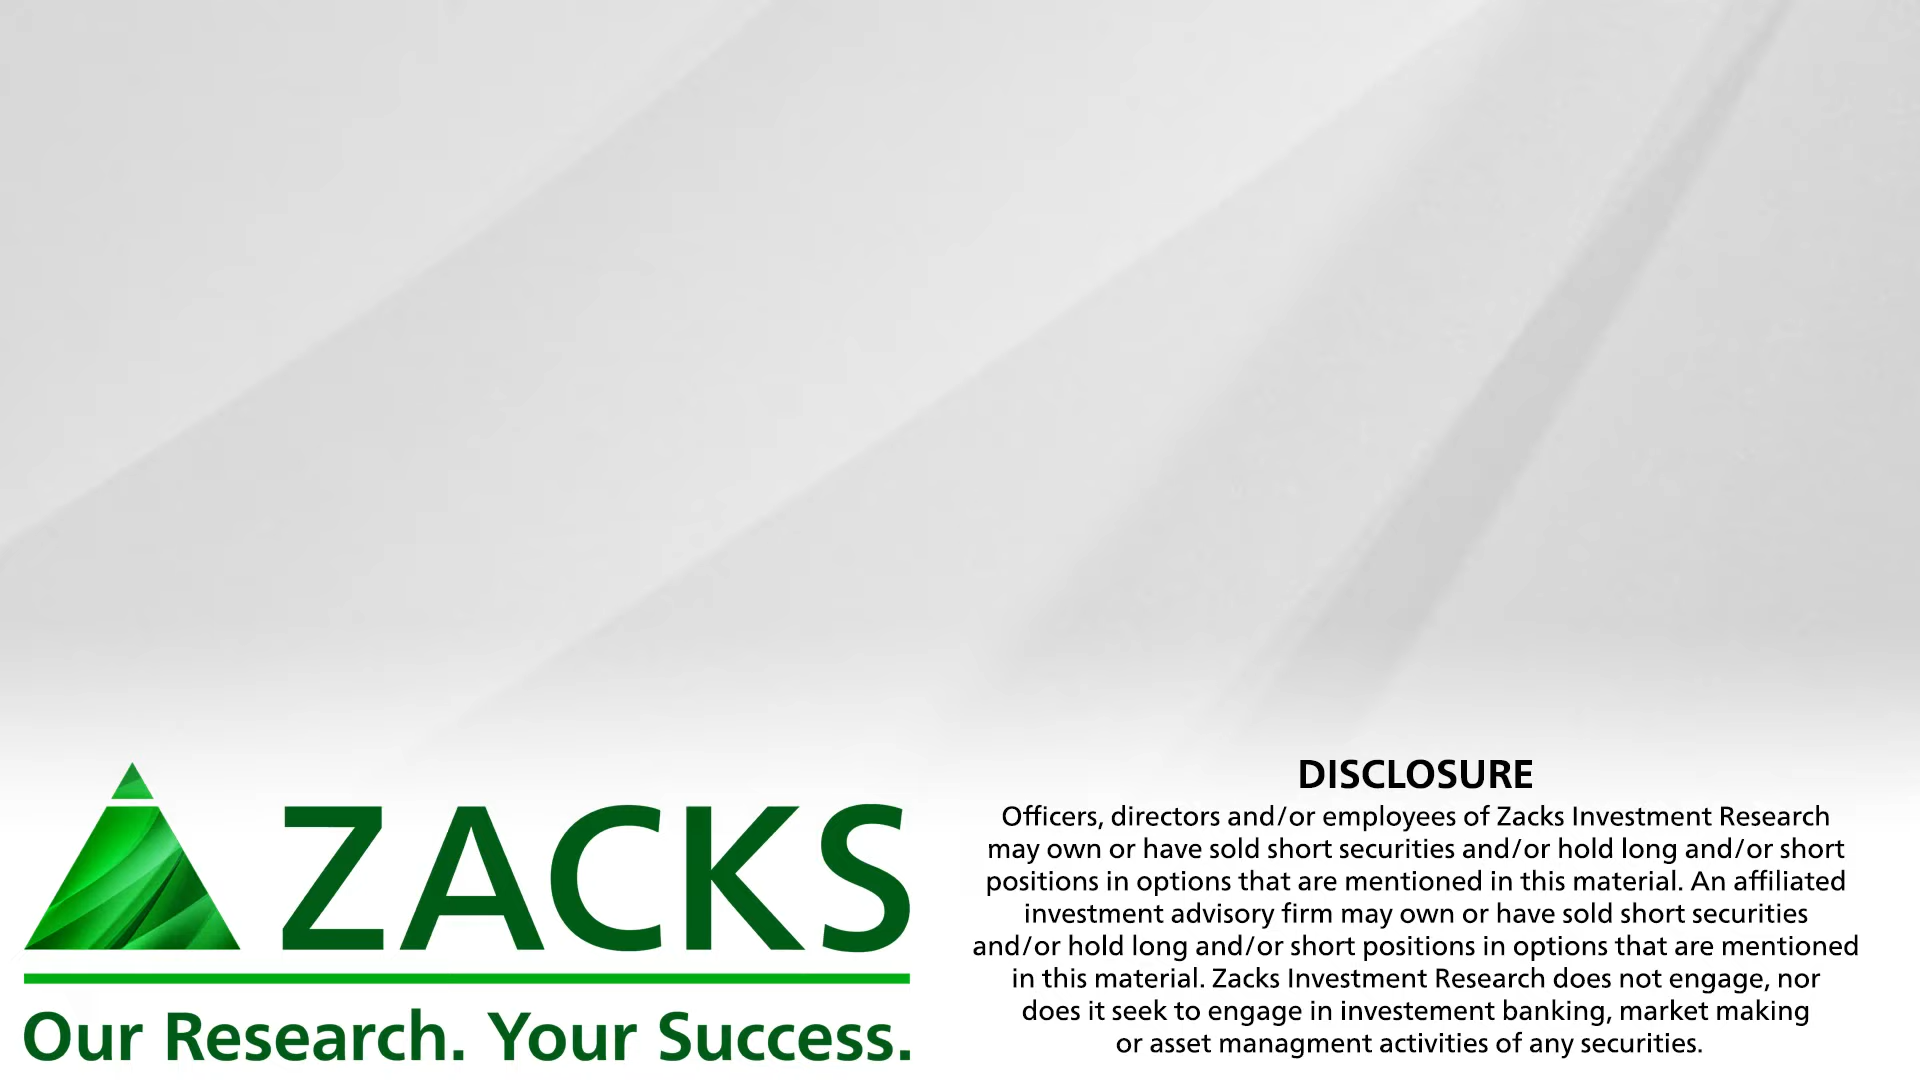 ZACKS
Our Research. Your Success.
DISCLOSURE
Officers, directors and/or employees of Zacks Investment Research
may own or have sold short securities and/or hold long and/or short
positions in options that are mentioned in this material. An affiliated
investment advisory firm may own or have sold short securities
and/or hold long and/or short positions in options that are mentioned
in this material. Zacks Investment Research does not engage, nor
does it seek to engage in investement banking, market making
or asset managment activities of any securities.